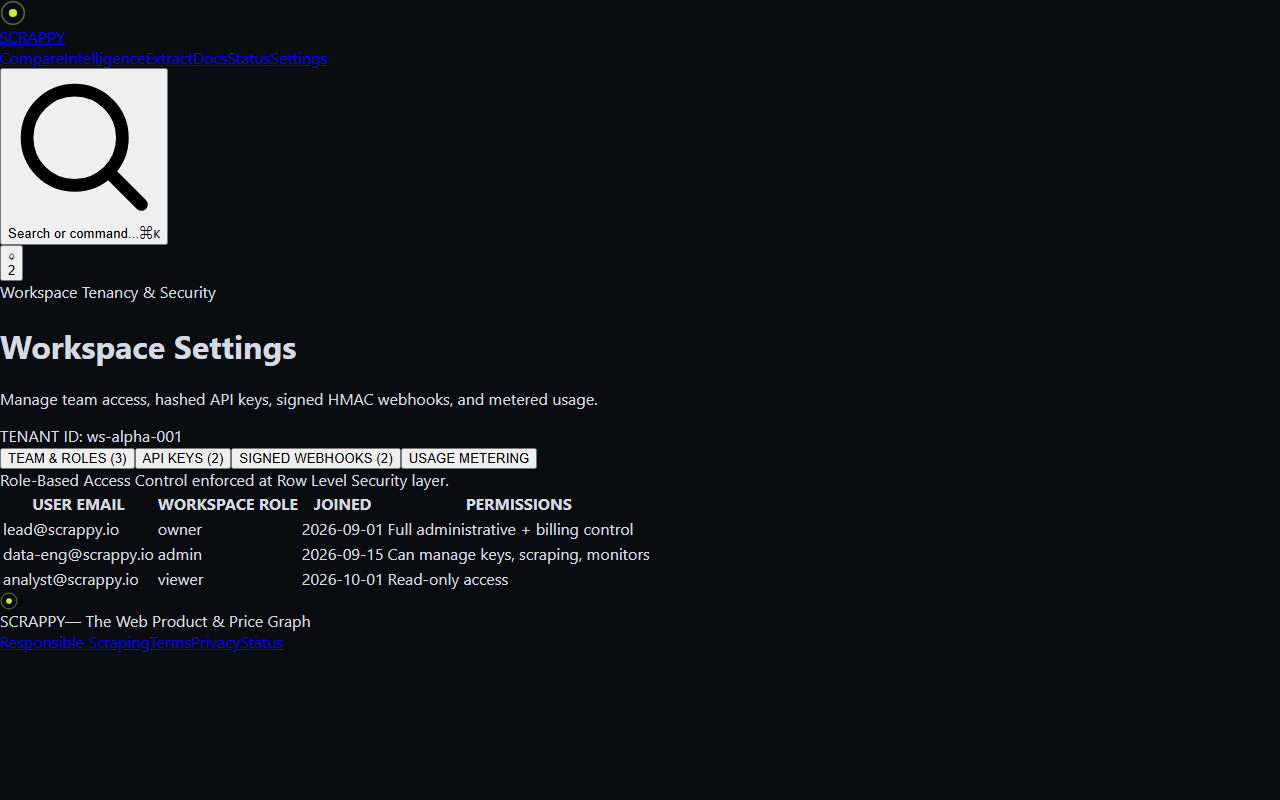 SCRAPPY
CompareIntelligenceExtractDocsStatusSettings
Search or command...⌘K
2
Workspace Tenancy & Security
Workspace Settings
Manage team access, hashed API keys, signed HMAC webhooks, and metered usage.
TENANT ID: ws-alpha-001
TEAM & ROLES (3) API KEYS (2) SIGNED WEBHOOKS (2) USAGE METERING
Role-Based Access Control enforced at Row Level Security layer.
USER EMAIL WORKSPACE ROLE JOINED PERMISSIONS
lead@scrappy.io owner 2026-09-01 Full administrative + billing control
data-eng@scrappy.io admin 2026-09-15 Can manage keys, scraping, monitors
analyst@scrappy.io viewer 2026-10-01 Read-only access
SCRAPPY— The Web Product & Price Graph
Responsible ScrapingTermsPrivacyStatus